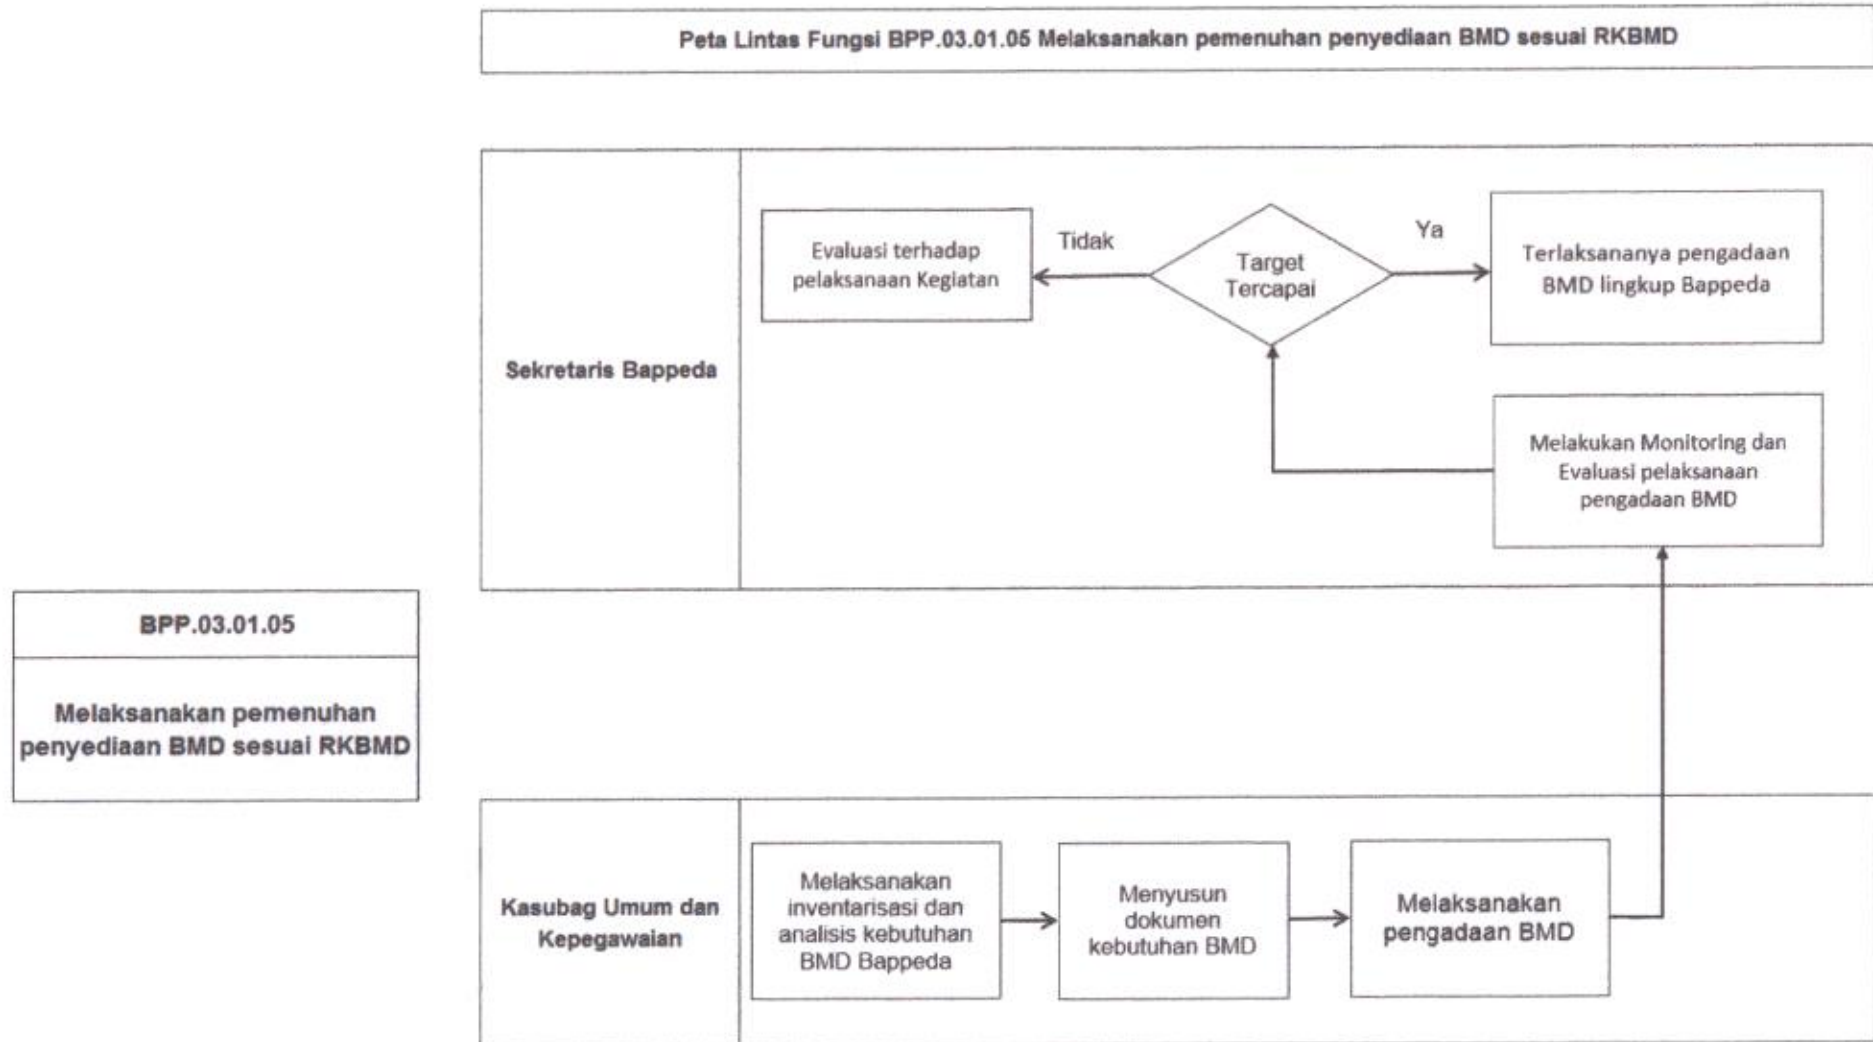 Peta Lintas Fungsi BPP.03.01.05 Melaksanakan pemenuhan penyediaan BMD sesuai RKBMD
Sekretaris Bappeda
Evaluasi terhadap
pelaksanaan Kegiatan
Tidak
Target
Tercapai
Ya
Terlaksananya pengadaan
BMD lingkup Bappeda
Melakukan Monitoring dan
Evaluasi pelaksanaan
pengadaan BMD
BPP.03.01.05
Melaksanakan pemenuhan
penyediaan BMD sesuai RKBMD
Kasubag Umum dan
Kepegawaian
Melaksanakan
inventarisasi dan
analisis kebutuhan
BMD Bappeda
Menyusun
dokumen
kebutuhan BMD
Melaksanakan
pengadaan BMD